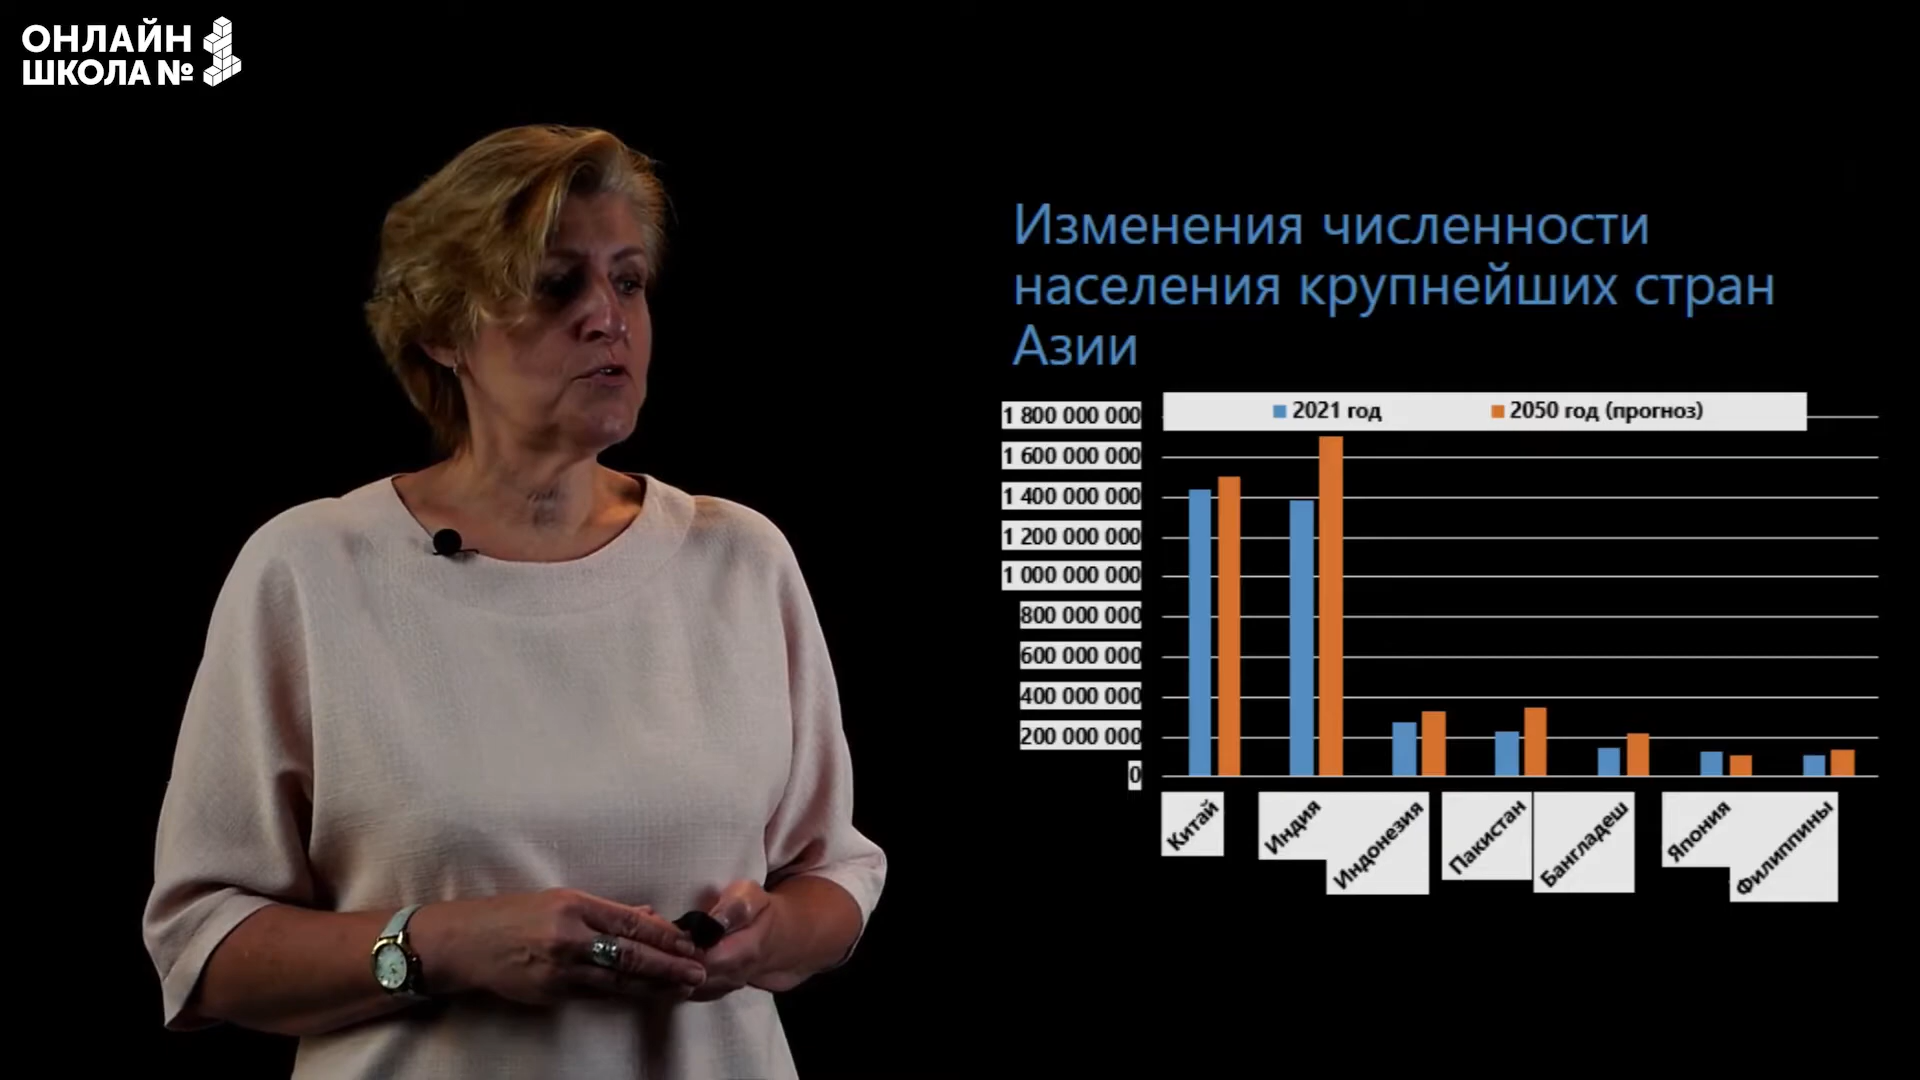 ОНЛАЙН
ШКОЛА №
Изменения численности
населения крупнейших стран
Азии
2021 год 2050 год (прогноз)
1 800 000 000
1 600 000 000
1 400 000 000
1 200 000 000
1 000 000 000
800 000 000
600 000 000
400 000 000
200 000 000
0
Китай
Индия
Индонезия
Пакистан
Бангладеш
Япония
Филиппины